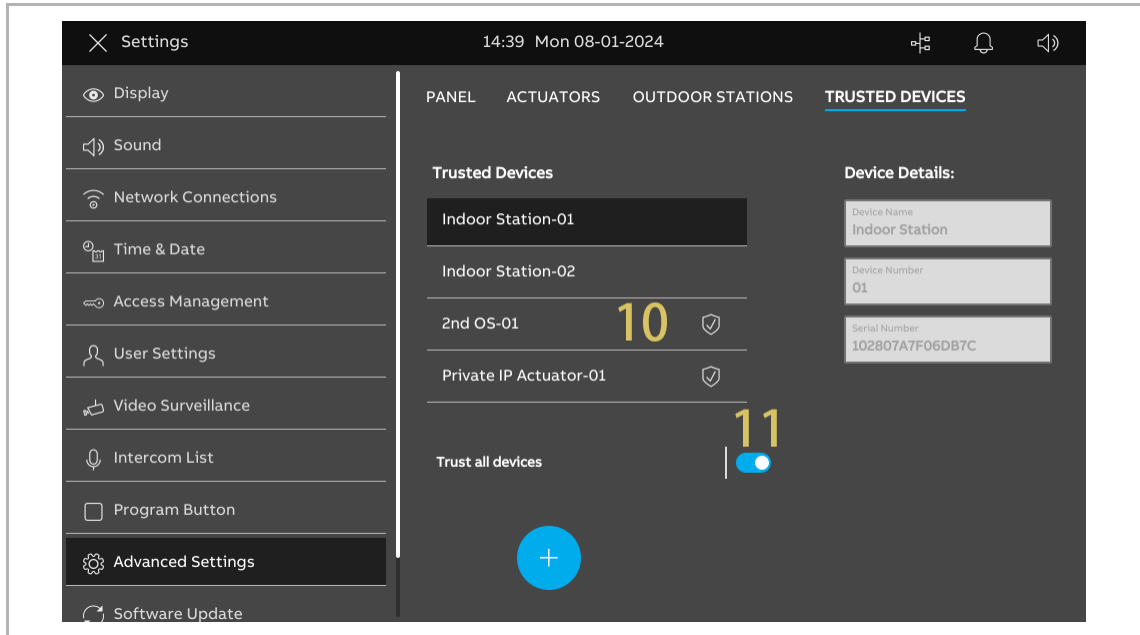 Settings
14:39 Mon 08-01-2024
Display
Sound
Network Connections
Time & Date
Access Management
User Settings
Video Surveillance
Intercom List
Program Button
Advanced Settings
Software Update
PANEL ACTUATORS OUTDOOR STATIONS TRUSTED DEVICES
Trusted Devices
Indoor Station-01
Indoor Station-02
2nd OS-01
10
Private IP Actuator-01
11
Trust all devices
+
Device Details:
Device Name
Indoor Station
Device Number
01
Serial Number
102807A7F06DB7C